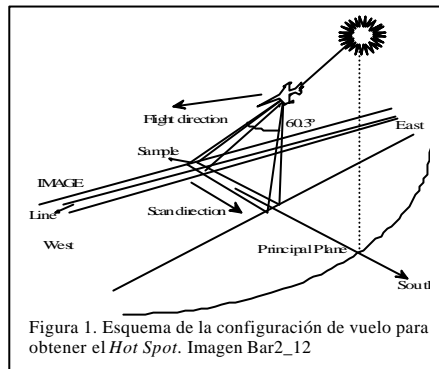 Flight direction
60.3º
East
Sample
IMAGE
Scan direction
Line
West
Principal Plane
South
Figura 1. Esquema de la configuración de vuelo para
obtener el Hot Spot. Imagen Bar2_12